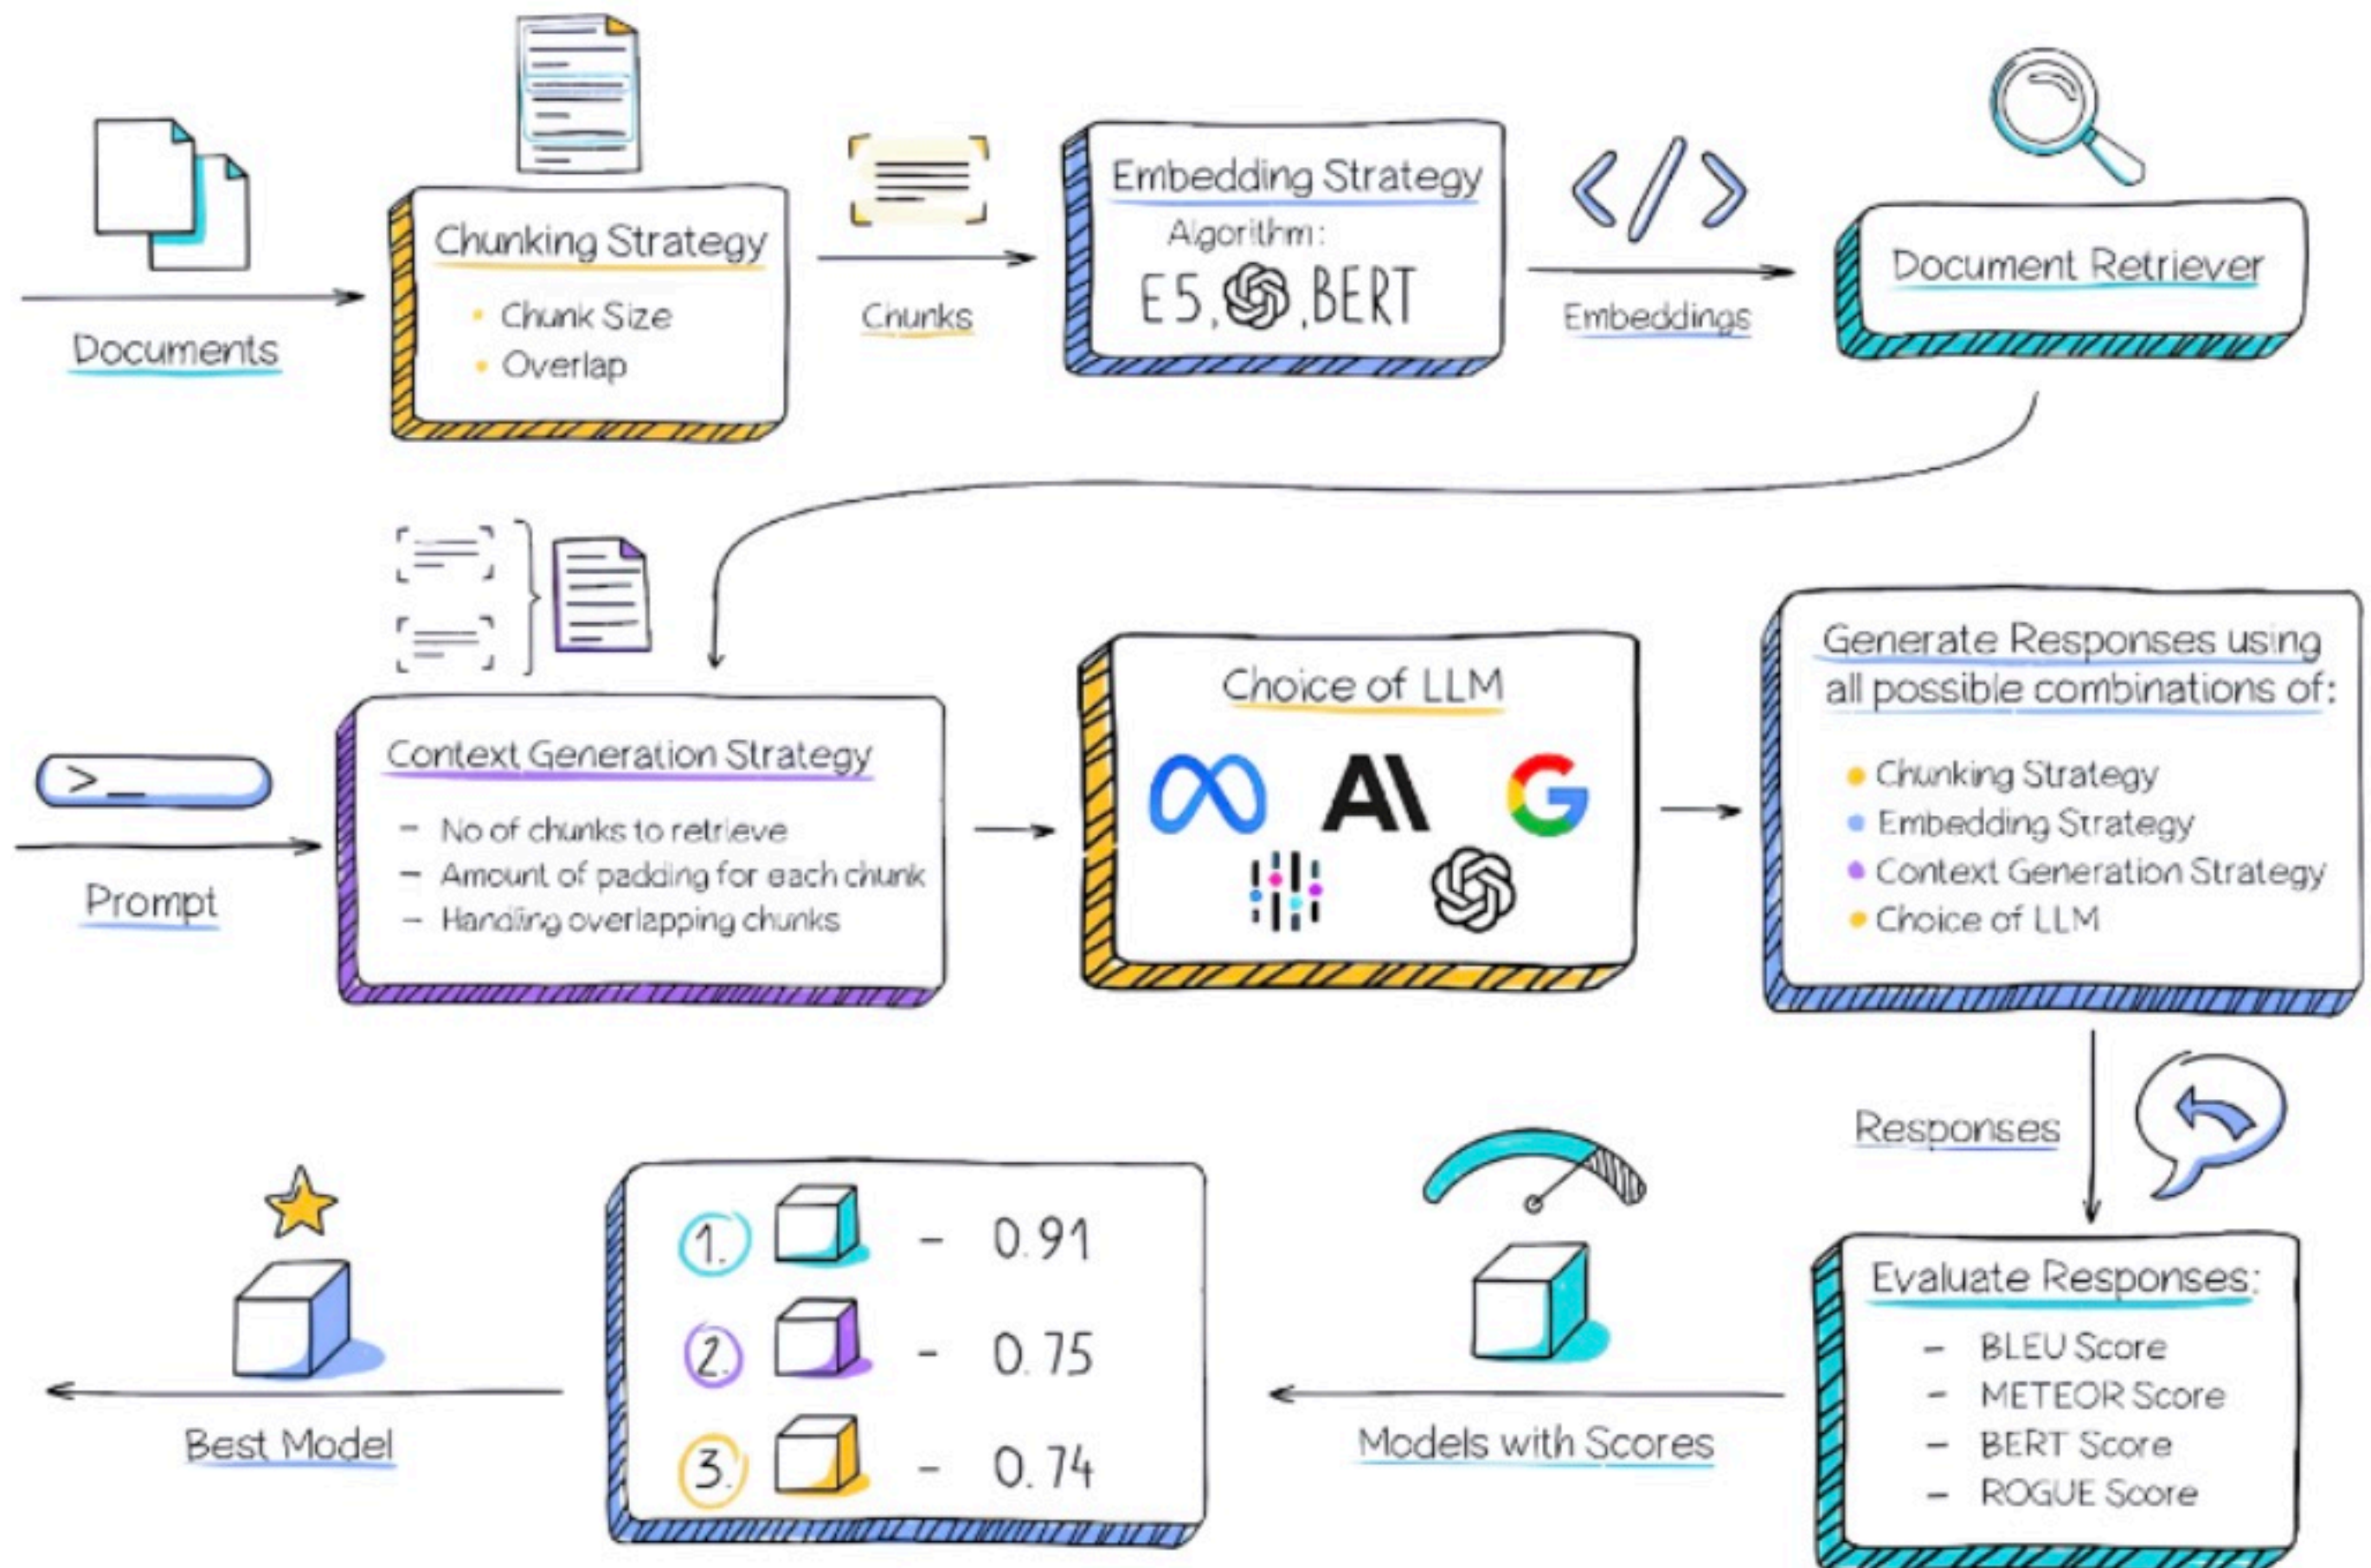 Documents
Chunking Strategy
• Chunk Size
• Overlap
Chunks
Embedding Strategy
Algorithm:
E5, , BERT
</>
Embeddings
Document Retriever
>_
Prompt
Context Generation Strategy
– No of chunks to retrieve
– Amount of padding for each chunk
– Handling overlapping chunks
Choice of LLM
AI
G
Generate Responses using
all possible combinations of:
• Chunking Strategy
• Embedding Strategy
• Context Generation Strategy
• Choice of LLM
Responses
Evaluate Responses:
– BLEU Score
– METEOR Score
– BERT Score
– ROGUE Score
Models with Scores
1. – 0.91
2. – 0.75
3. – 0.74
Best Model